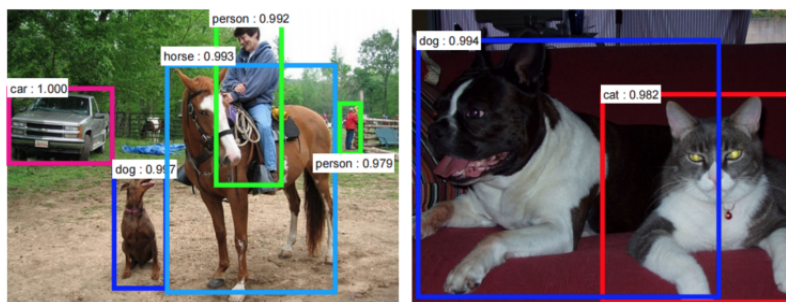 person : 0.992
horse : 0.993
car : 1.000
dog : 0.997
person : 0.979
dog : 0.994
cat : 0.982